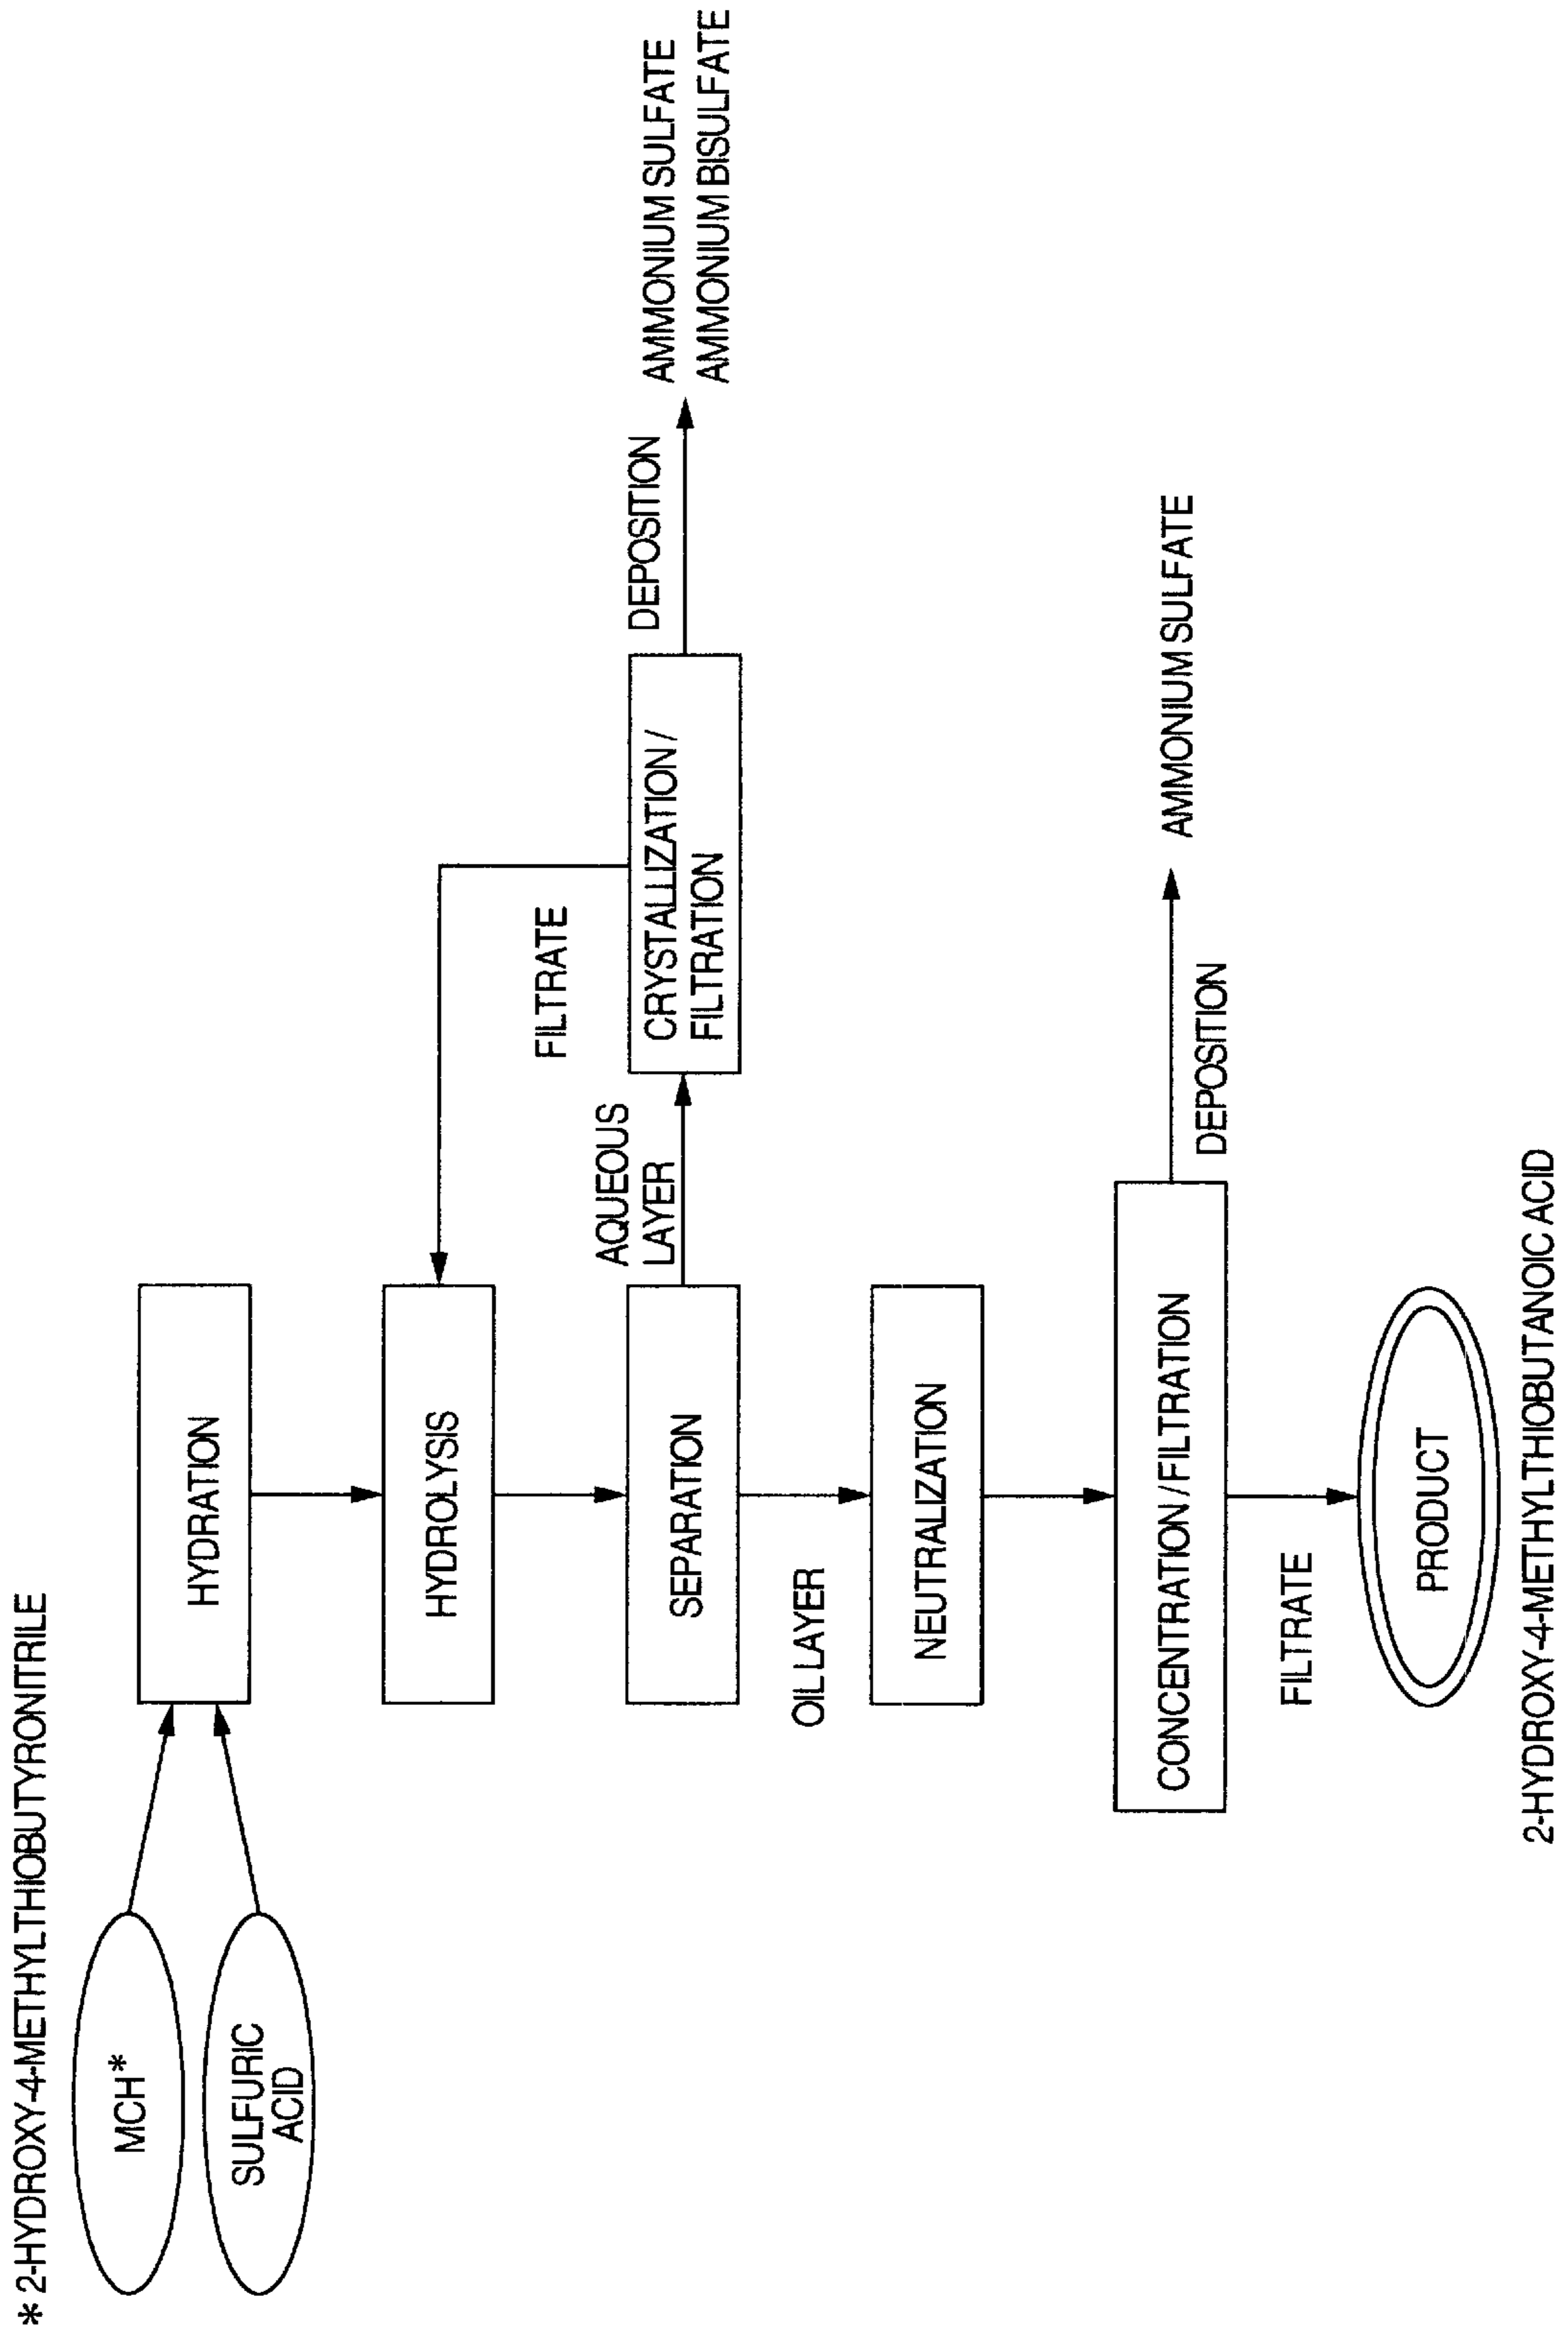 * 2-HYDROXY-4-METHYLTHIOBUTYRONITRILE
MCH*
SULFURIC
ACID
HYDRATION
HYDROLYSIS
FILTRATE
SEPARATION
AQUEOUS
LAYER
CRYSTALLIZATION /
FILTRATION
DEPOSITION
AMMONIUM SULFATE
AMMONIUM BISULFATE
OIL LAYER
NEUTRALIZATION
CONCENTRATION / FILTRATION
DEPOSITION
AMMONIUM SULFATE
FILTRATE
PRODUCT
2-HYDROXY-4-METHYLTHIOBUTANOIC ACID